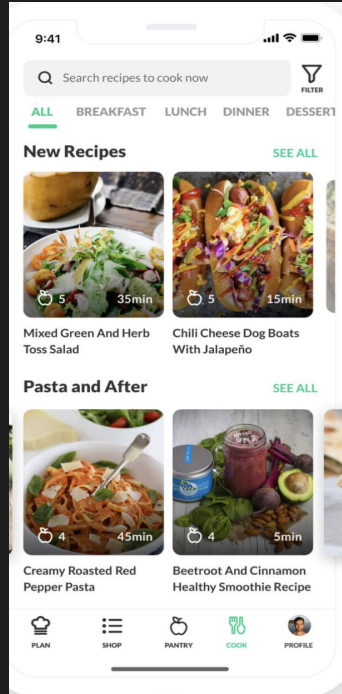 9:41
Search recipes to cook now
FILTER
ALL BREAKFAST LUNCH DINNER DESSERT
New Recipes SEE ALL
5 35min
5 15min
Mixed Green And Herb
Toss Salad
Chili Cheese Dog Boats
With Jalapeño
Pasta and After SEE ALL
4 45min
4 5min
Creamy Roasted Red
Pepper Pasta
Beetroot And Cinnamon
Healthy Smoothie Recipe
PLAN SHOP PANTRY COOK PROFILE